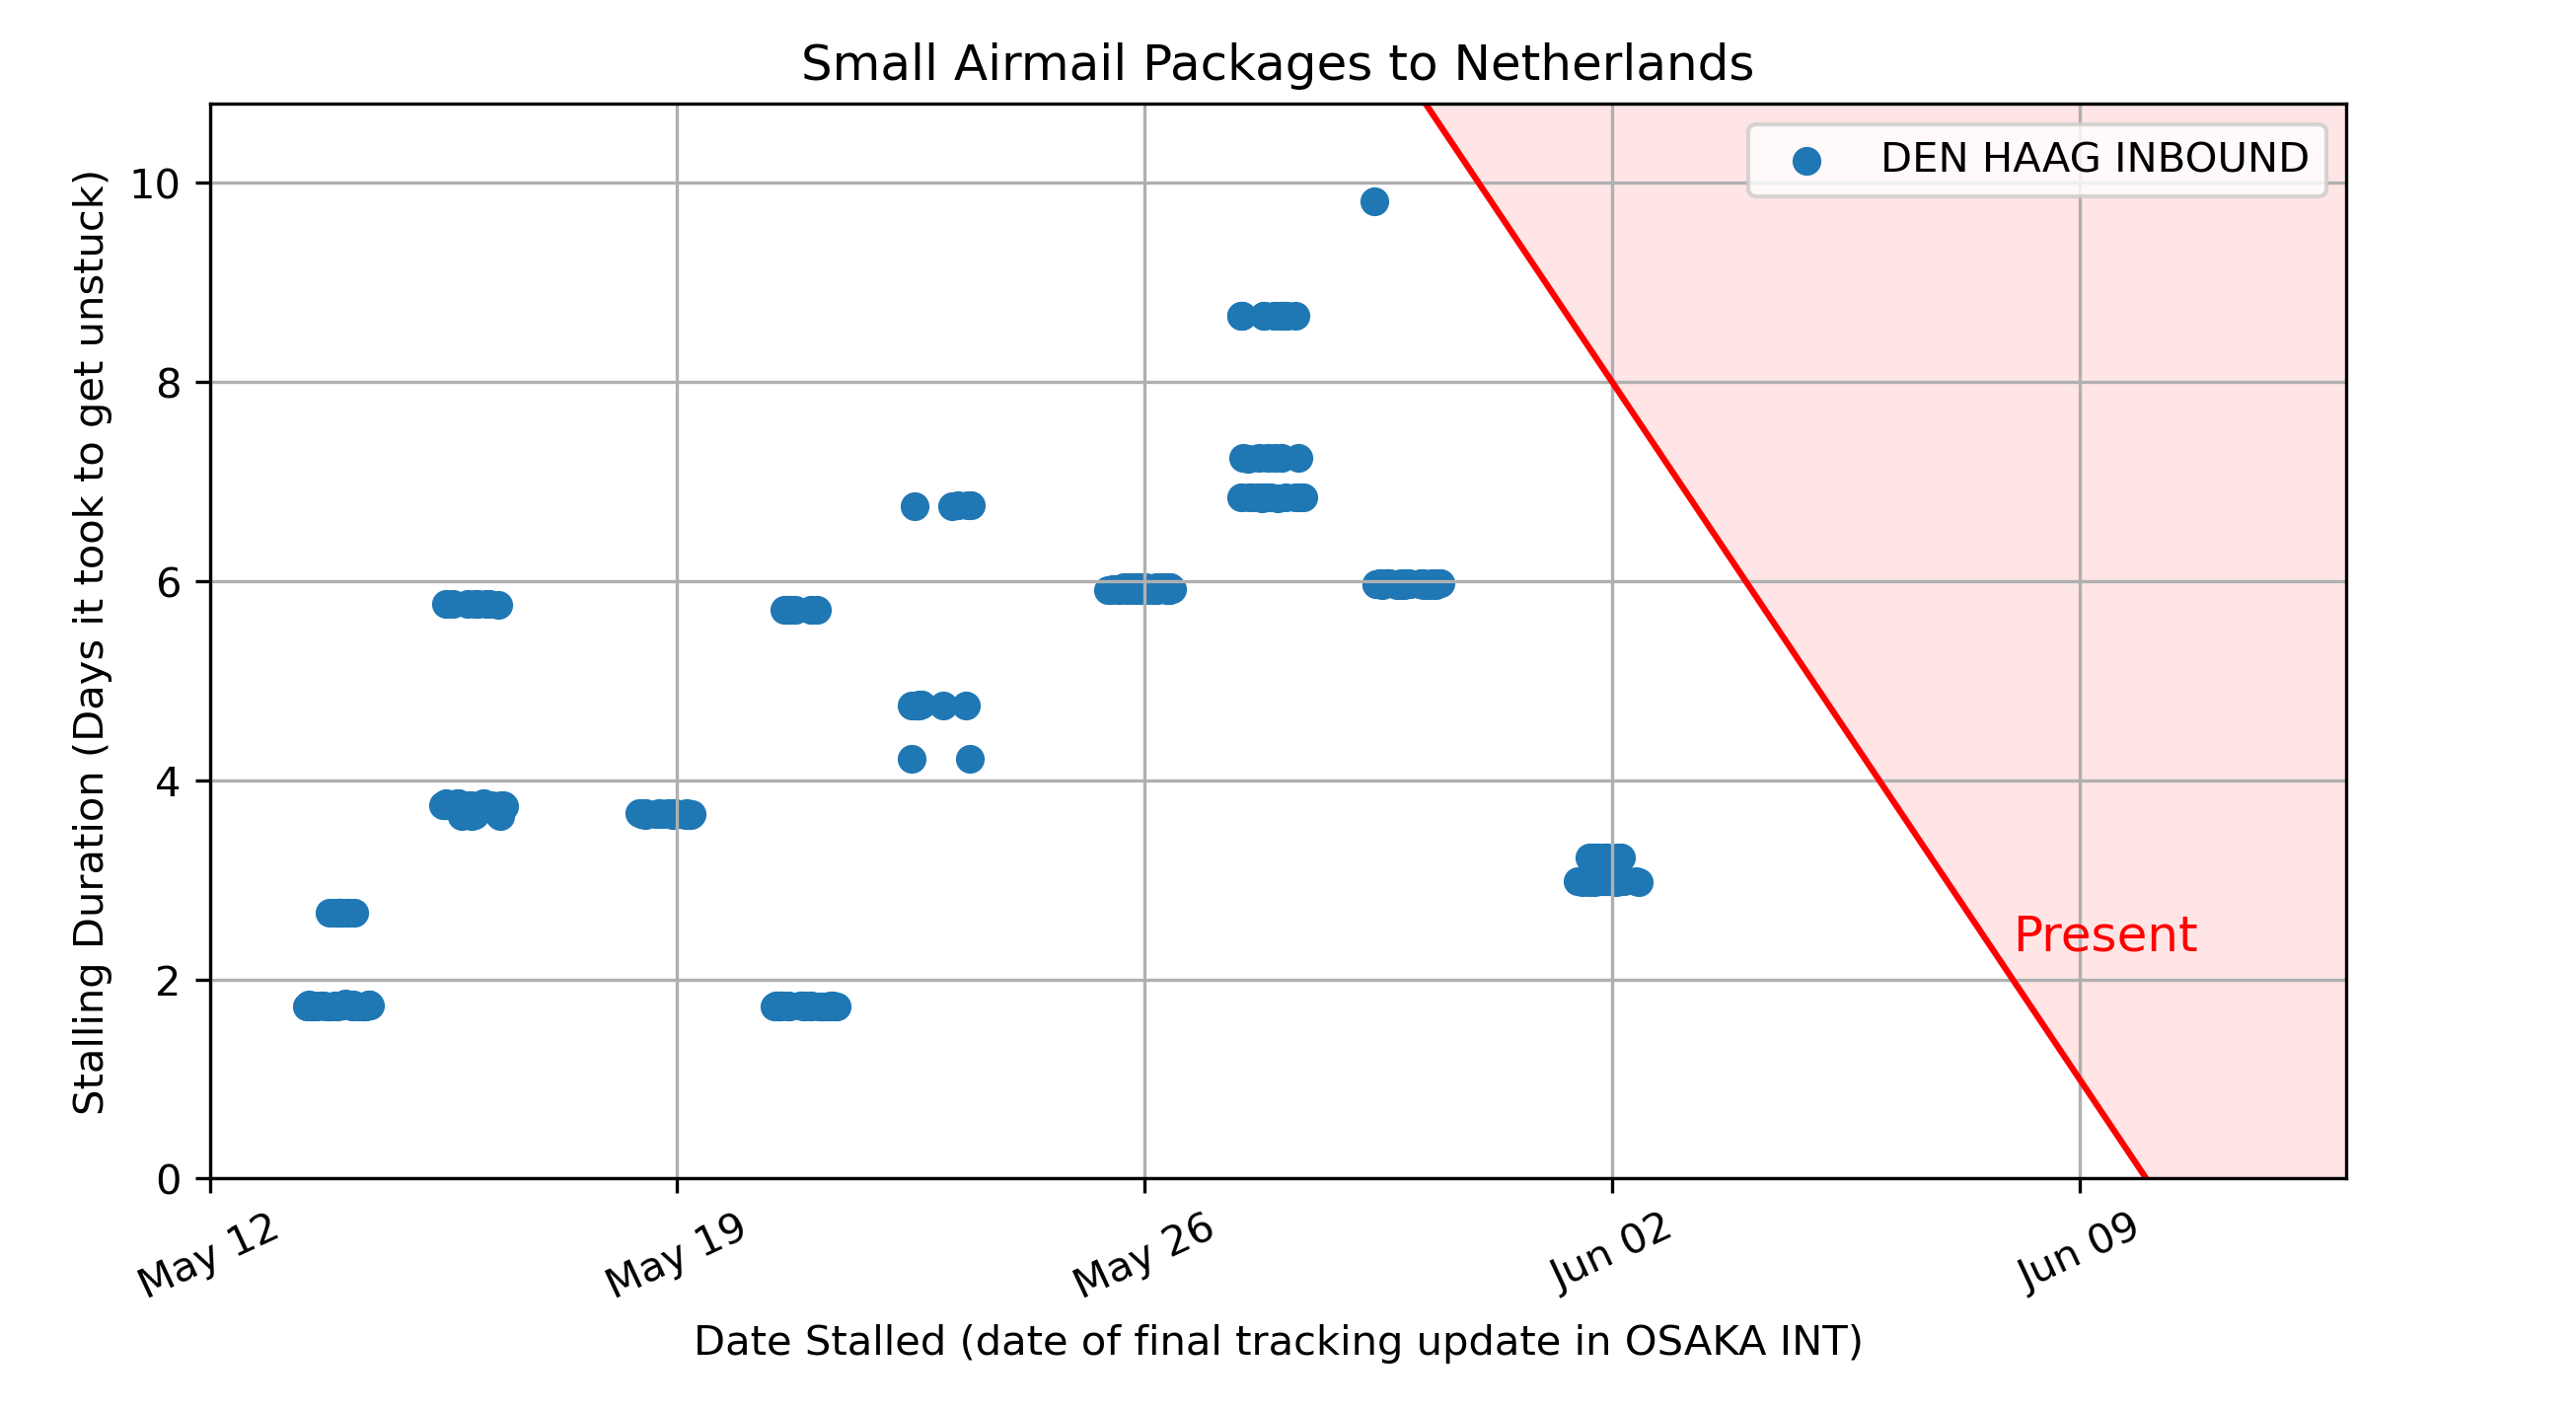 Small Airmail Packages to Netherlands
DEN HAAG INBOUND
Stalling Duration (Days it took to get unstuck)
10
8
6
4
2
0
Present
May 12
May 19
May 26
Jun 02
Jun 09
Date Stalled (date of final tracking update in OSAKA INT)